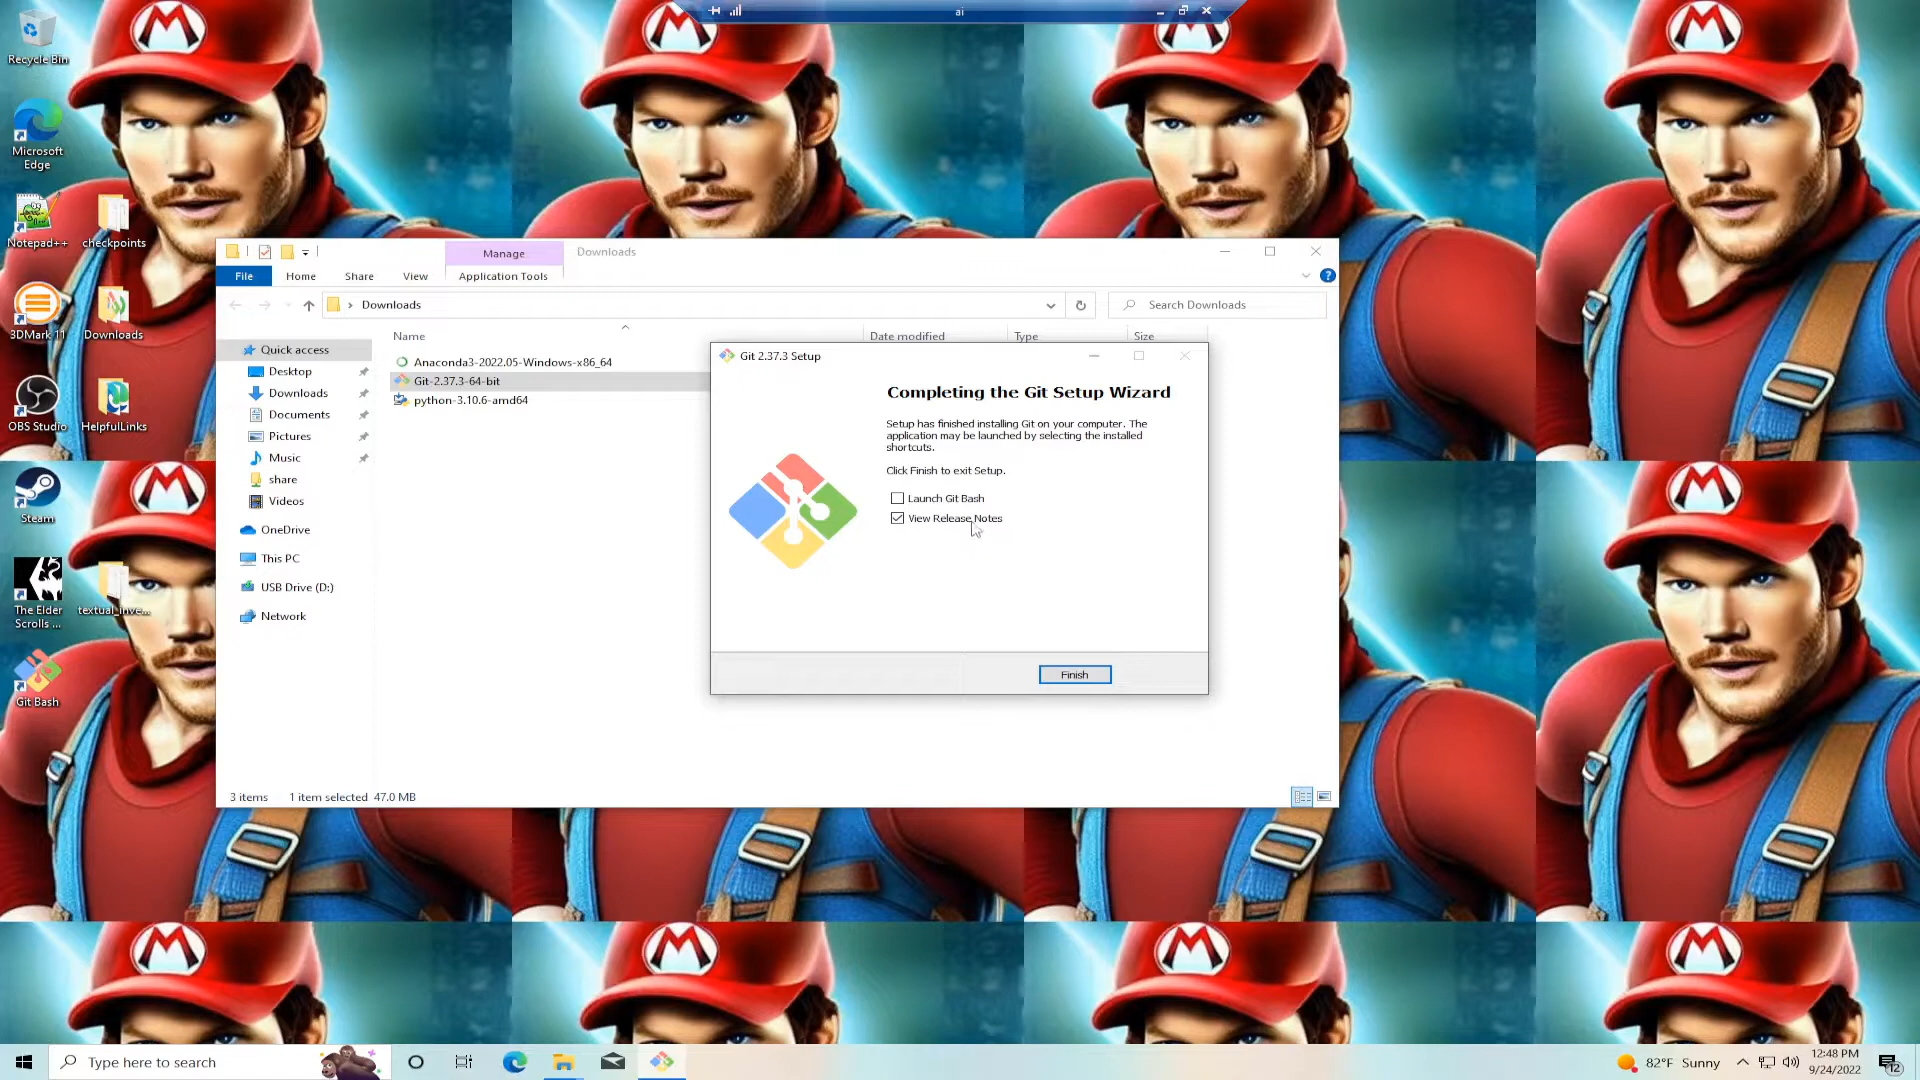 ai
Recycle Bin
Microsoft
Edge
Notepad++
checkpoints
3DMark 11
Downloads
OBS Studio
HelpfulLinks
Steam
The Elder
Scrolls ...
textual_inve...
Git Bash
Manage
Downloads
File
Home
Share
View
Application Tools
Downloads
Search Downloads
Name
Date modified
Type
Size
Quick access
Desktop
Downloads
Documents
Pictures
Music
share
Videos
OneDrive
This PC
USB Drive (D:)
Network
Anaconda3-2022.05-Windows-x86_64
Git-2.37.3-64-bit
python-3.10.6-amd64
Git 2.37.3 Setup
Completing the Git Setup Wizard
Setup has finished installing Git on your computer. The
application may be launched by selecting the installed
shortcuts.
Click Finish to exit Setup.
Launch Git Bash
View Release Notes
Finish
3 items
1 item selected 47.0 MB
Type here to search
82°F Sunny
12:48 PM
9/24/2022
12